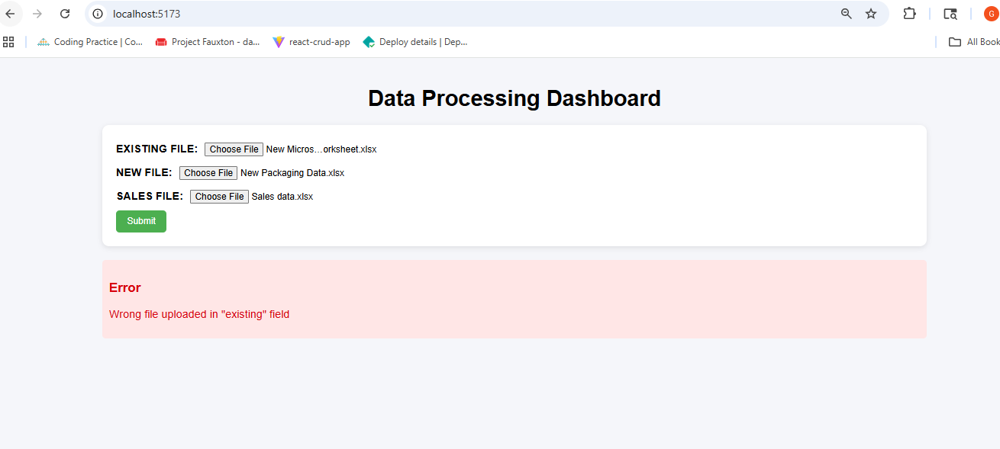 localhost:5173
G
Coding Practice | Co... Project Fauxton - da... react-crud-app Deploy details | Dep... All Book
Data Processing Dashboard
EXISTING FILE: Choose File New Micros...orksheet.xlsx
NEW FILE: Choose File New Packaging Data.xlsx
SALES FILE: Choose File Sales data.xlsx
Submit
Error
Wrong file uploaded in "existing" field